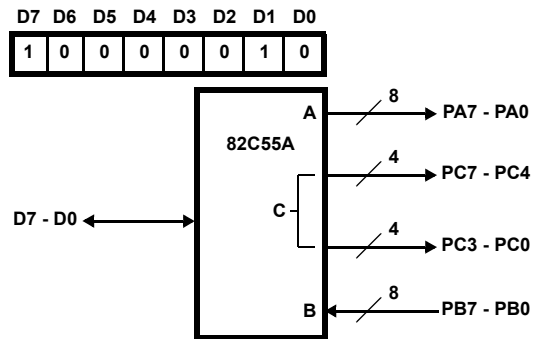 D7 D6 D5 D4 D3 D2 D1 D0
1 0 0 0 0 0 1 0
A 8 PA7 - PA0
82C55A
4 PC7 - PC4
D7 - D0 C
4 PC3 - PC0
B 8 PB7 - PB0